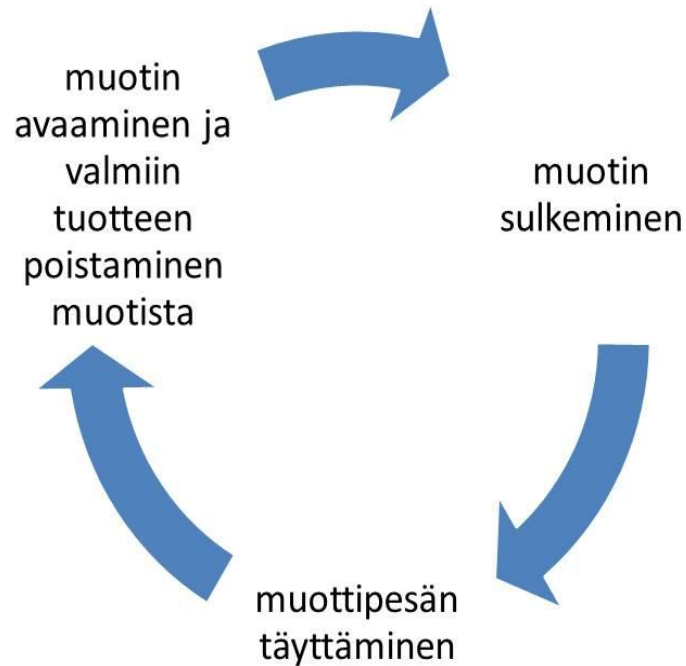 muotin
avaaminen ja
valmiin
tuotteen
poistaminen
muotista
muotin
sulkeminen
muottipesän
täyttäminen